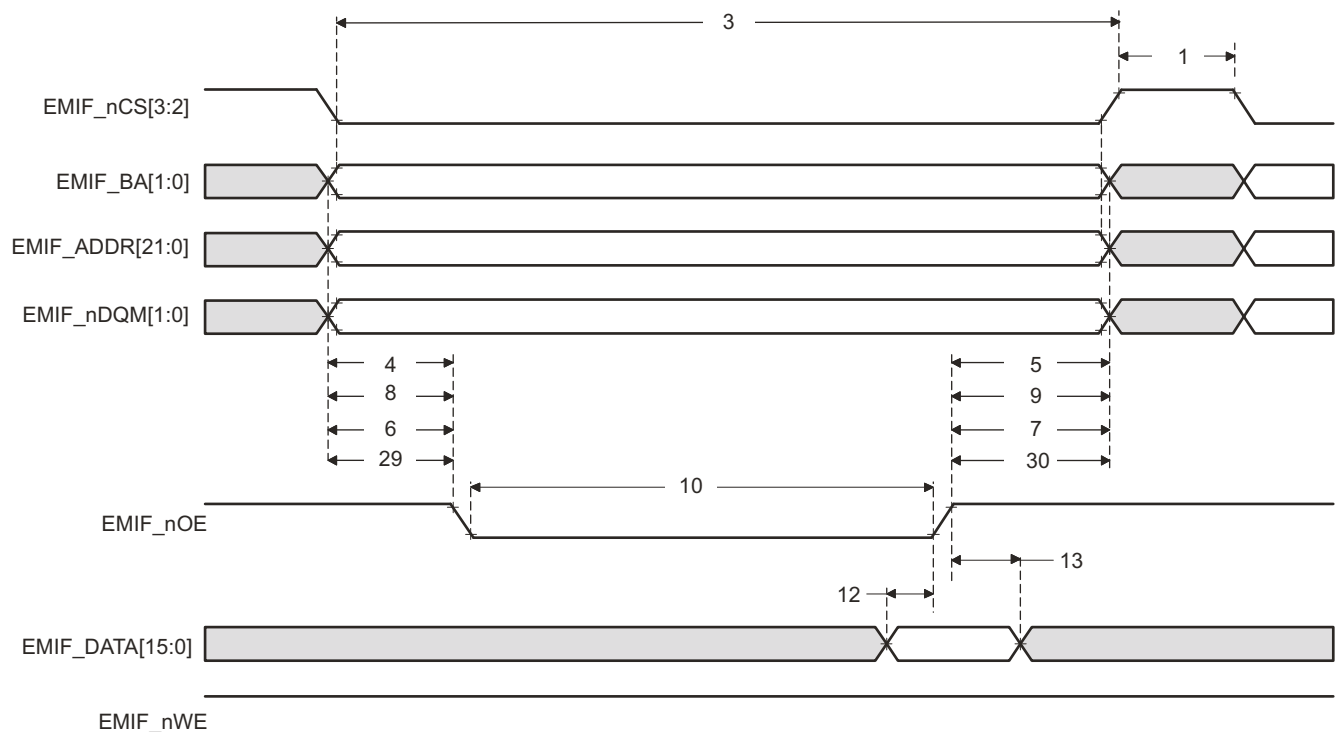 3
1
EMIF_nCS[3:2]
EMIF_BA[1:0]
EMIF_ADDR[21:0]
EMIF_nDQM[1:0]
4 5
8 9
6 7
29 30
10
EMIF_nOE
13
12
EMIF_DATA[15:0]
EMIF_nWE